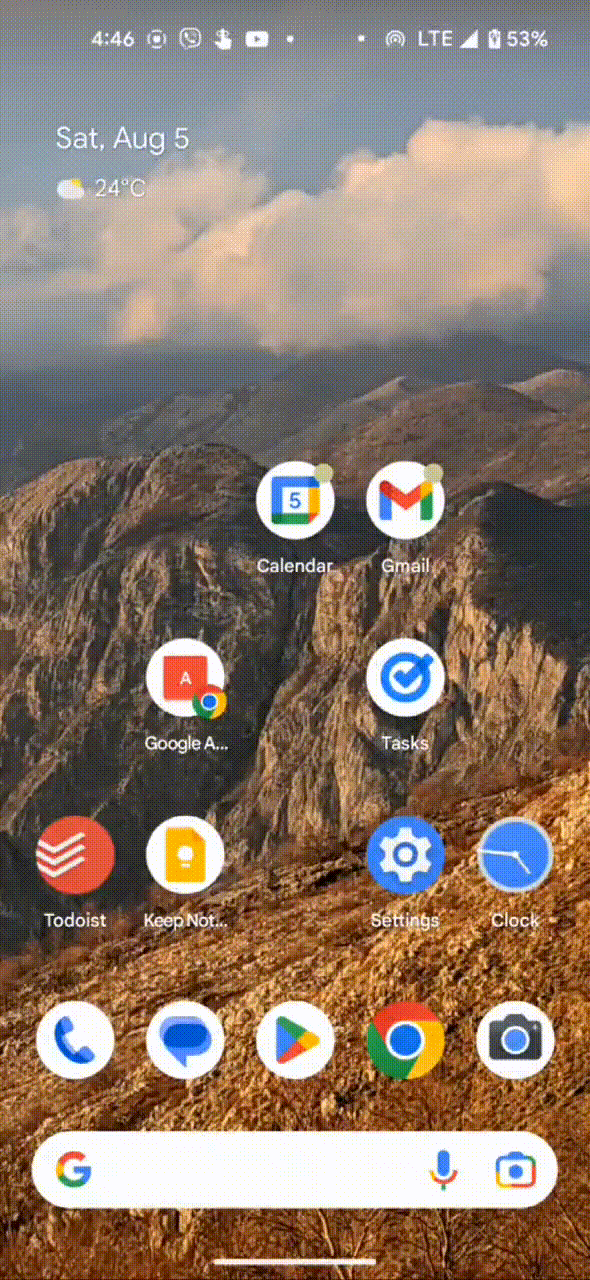 4:46 LTE 53%
Sat, Aug 5
24°C
5
Calendar Gmail
A
Google A... Tasks
Todoist Keep Not... Settings Clock
G